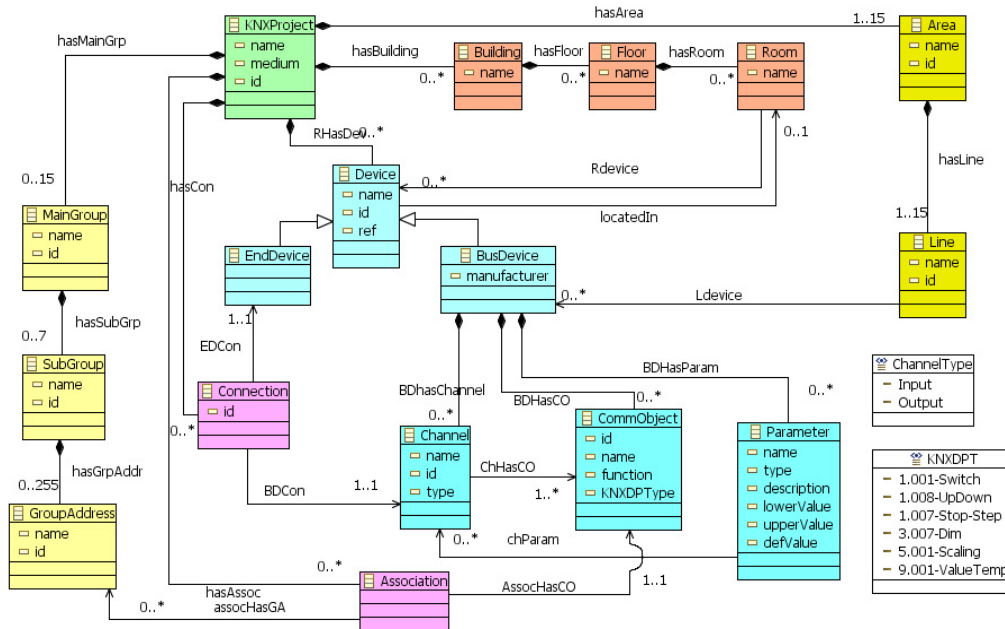 KNXProject
name
medium
id
hasArea
1..15
Area
name
id
hasMainGrp
hasBuilding
0..*
Building
name
hasFloor
0..*
Floor
name
hasRoom
0..*
Room
name
RHasDev
0..*
0..1
hasCon
Device
name
id
ref
0..*
Rdevice
locatedIn
hasLine
0..15
MainGroup
name
id
1..15
Line
name
id
EndDevice
BusDevice
manufacturer
0..*
Ldevice
1..1
EDCon
hasSubGrp
0..7
SubGroup
name
id
Connection
id
0..*
BDhasChannel
0..*
BDHasCO
0..*
BDHasParam
0..*
ChannelType
Input
Output
Channel
name
id
type
ChHasCO
1..*
CommObject
id
name
function
KNXDPType
Parameter
name
type
description
lowerValue
upperValue
defValue
KNXDPT
1.001-Switch
1.008-UpDown
1.007-Stop-Step
3.007-Dim
5.001-Scaling
9.001-ValueTemp
hasGrpAddr
0..255
GroupAddress
name
id
BDCon
1..1
0..*
chParam
0..*
hasAssoc
assocHasGA
0..*
Association
AssocHasCO
1..1